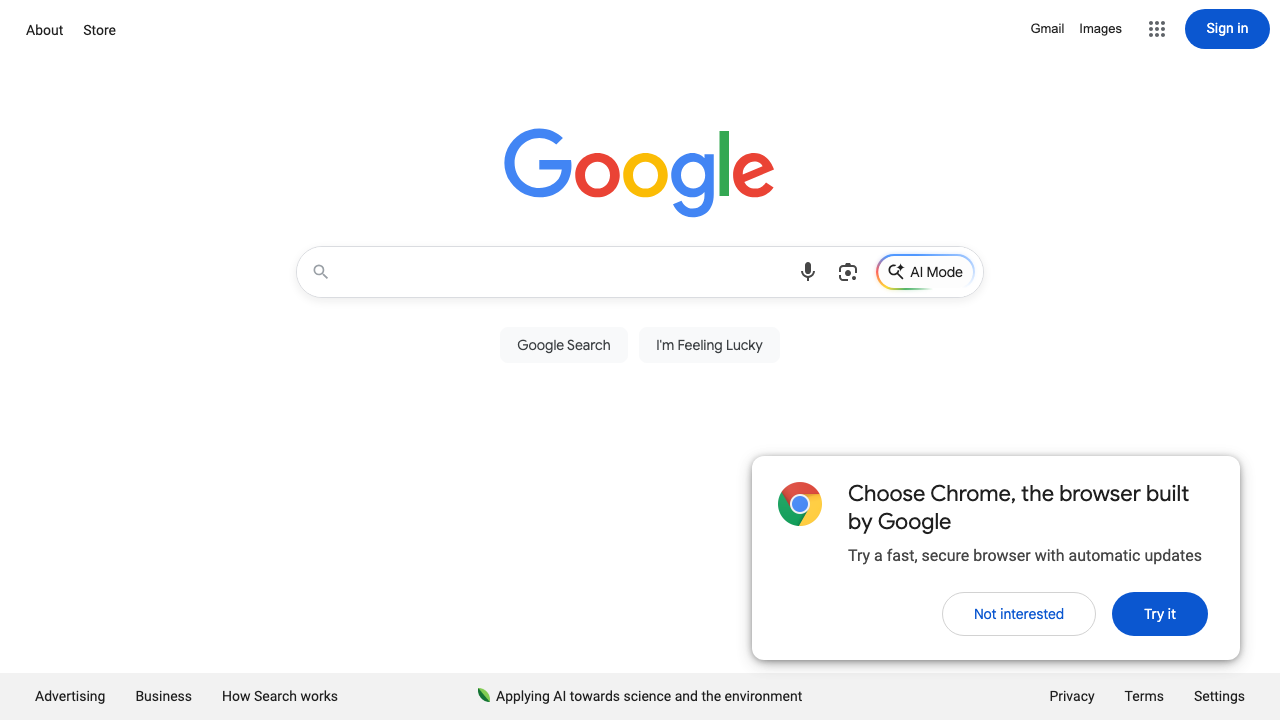 About Store
Gmail Images Sign in
Google
AI Mode
Google Search I'm Feeling Lucky
Choose Chrome, the browser built
by Google
Try a fast, secure browser with automatic updates
Not interested Try it
Advertising Business How Search works Applying AI towards science and the environment Privacy Terms Settings